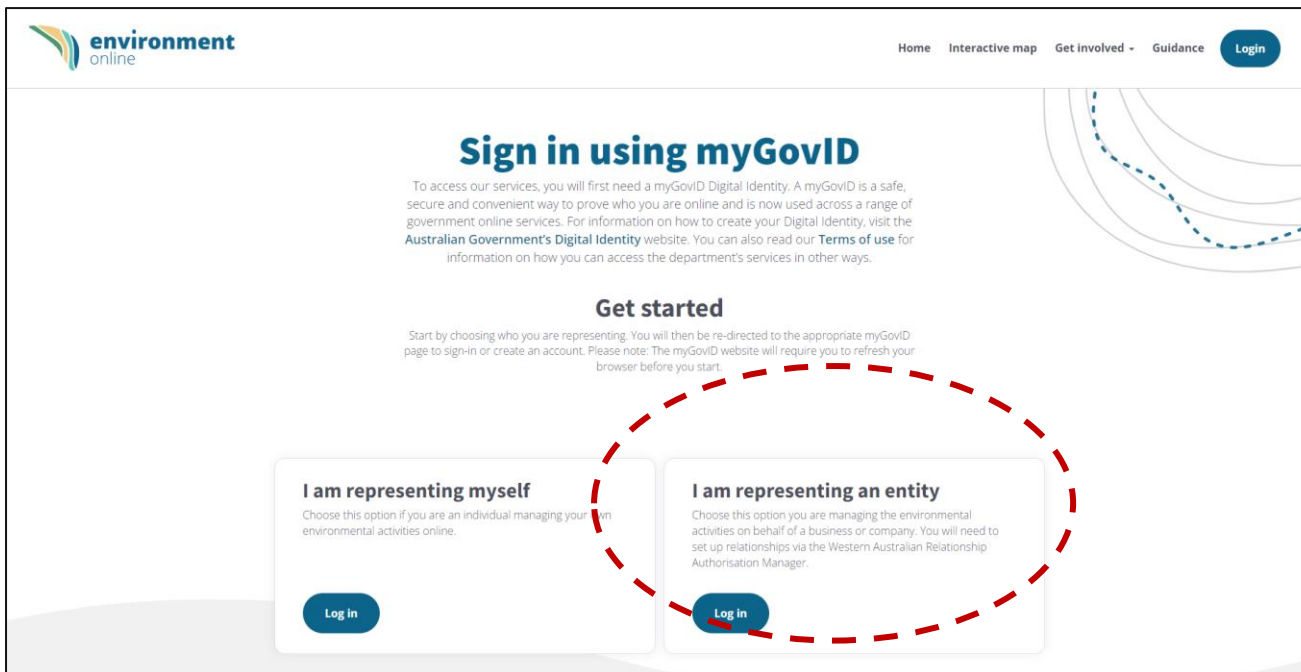 environment
online
Home Interactive map Get involved Guidance Login
Sign in using myGovID
To access our services, you will first need a myGovID Digital Identity. A myGovID is a safe,
secure and convenient way to prove who you are online and is now used across a range of
government online services. For information on how to create your Digital Identity, visit the
Australian Government's Digital Identity website. You can also read our Terms of use for
information on how you can access the department's services in other ways.
Get started
Start by choosing who you are representing. You will then be re-directed to the appropriate myGovID
page to sign-in or create an account. Please note: The myGovID website will require you to refresh your
browser before you start.
I am representing myself
Choose this option if you are an individual managing your own
environmental activities online.
Log in
I am representing an entity
Choose this option you are managing the environmental
activities on behalf of a business or company. You will need to
set up relationships via the Western Australian Relationship
Authorisation Manager.
Log in